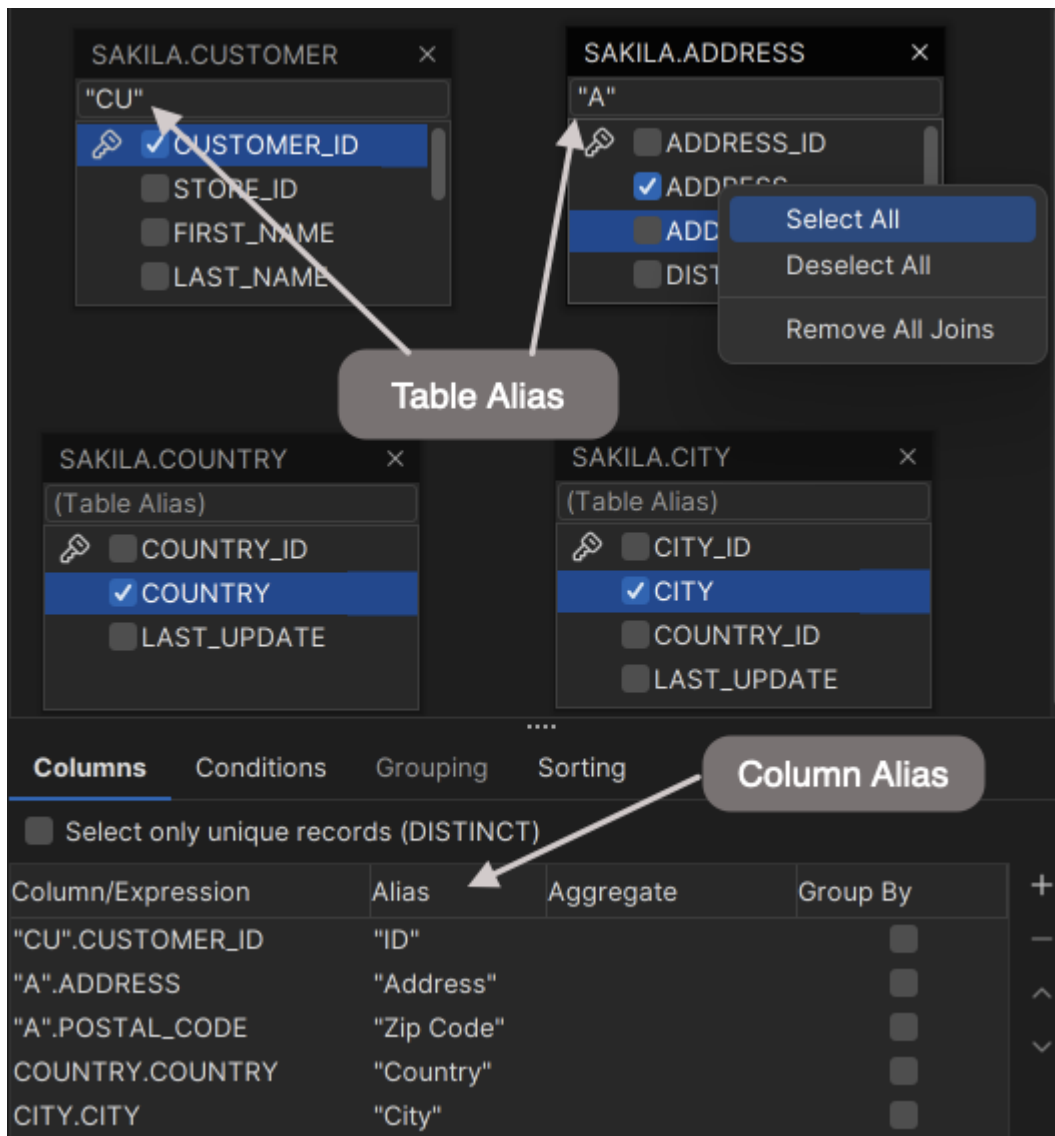 SAKILA.CUSTOMER
"CU"
CUSTOMER_ID
STORE_ID
FIRST_NAME
LAST_NAME
SAKILA.ADDRESS
"A"
ADDRESS_ID
ADDRESS
ADD
DIST
Select All
Deselect All
Remove All Joins
Table Alias
SAKILA.COUNTRY
(Table Alias)
COUNTRY_ID
COUNTRY
LAST_UPDATE
SAKILA.CITY
(Table Alias)
CITY_ID
CITY
COUNTRY_ID
LAST_UPDATE
Columns Conditions Grouping Sorting
Column Alias
Select only unique records (DISTINCT)
Column/Expression Alias Aggregate Group By
"CU".CUSTOMER_ID "ID"
"A".ADDRESS "Address"
"A".POSTAL_CODE "Zip Code"
COUNTRY.COUNTRY "Country"
CITY.CITY "City"